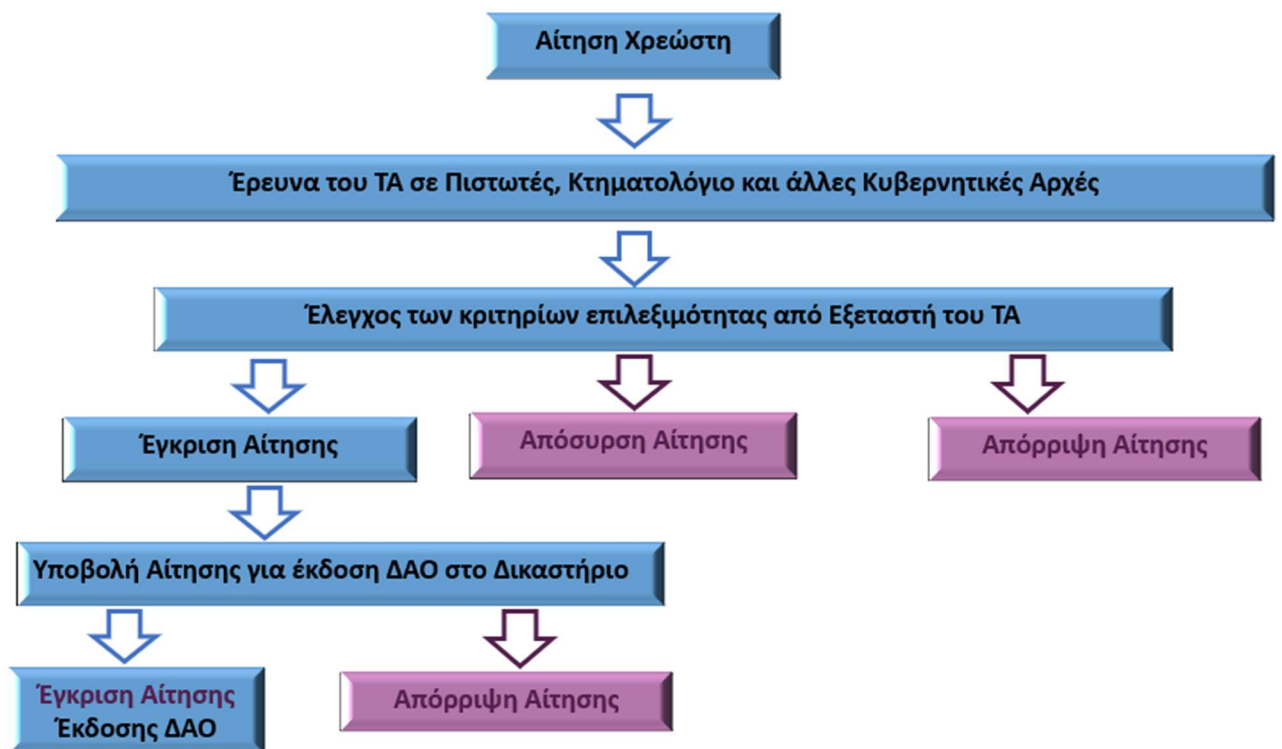 Αίτηση Χρεώστη
Έρευνα του ΤΑ σε Πιστωτές, Κτηματολόγιο και άλλες Κυβερνητικές Αρχές
Έλεγχος των κριτηρίων επιλεξιμότητας από Εξεταστή του ΤΑ
Έγκριση Αίτησης
Απόσυρση Αίτησης
Απόρριψη Αίτησης
Υποβολή Αίτησης για έκδοση ΔΑΟ στο Δικαστήριο
Έγκριση Αίτησης
Έκδοσης ΔΑΟ
Απόρριψη Αίτησης